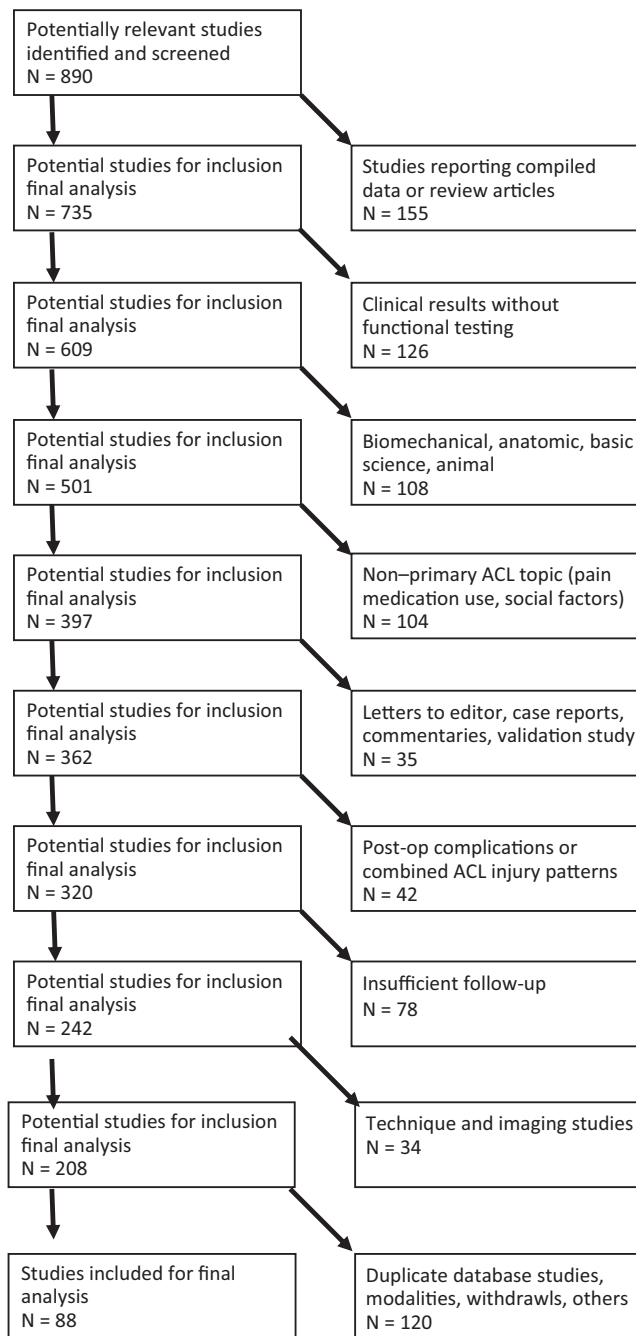 Potentially relevant studies
identified and screened
N = 890
Potential studies for inclusion
final analysis
N = 735
Studies reporting compiled
data or review articles
N = 155
Potential studies for inclusion
final analysis
N = 609
Clinical results without
functional testing
N = 126
Potential studies for inclusion
final analysis
N = 501
Biomechanical, anatomic, basic
science, animal
N = 108
Potential studies for inclusion
final analysis
N = 397
Non–primary ACL topic (pain
medication use, social factors)
N = 104
Potential studies for inclusion
final analysis
N = 362
Letters to editor, case reports,
commentaries, validation study
N = 35
Potential studies for inclusion
final analysis
N = 320
Post-op complications or
combined ACL injury patterns
N = 42
Potential studies for inclusion
final analysis
N = 242
Insufficient follow-up
N = 78
Potential studies for inclusion
final analysis
N = 208
Technique and imaging studies
N = 34
Studies included for final
analysis
N = 88
Duplicate database studies,
modalities, withdrawls, others
N = 120